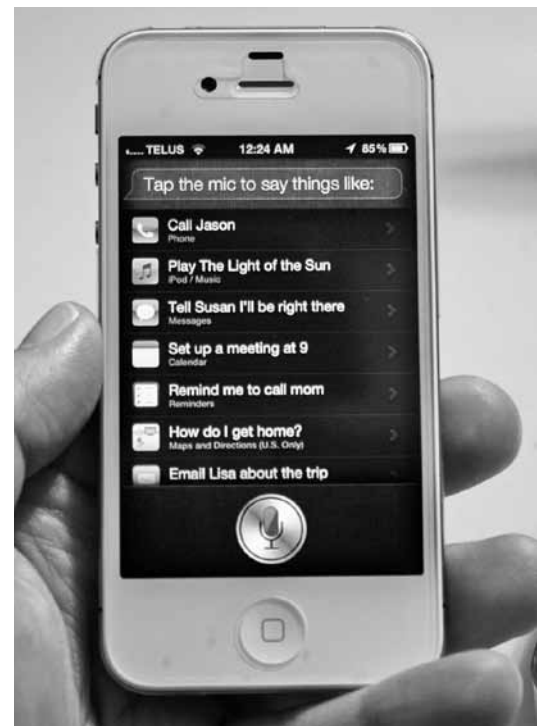 TELUS 12:24 AM 85%
Tap the mic to say things like:
Call Jason
Phone
Play The Light of the Sun
iPod / Music
Tell Susan I'll be right there
Messages
Set up a meeting at 9
Calendar
Remind me to call mom
Reminders
How do I get home?
Maps and Directions (U.S. Only)
Email Lisa about the trip